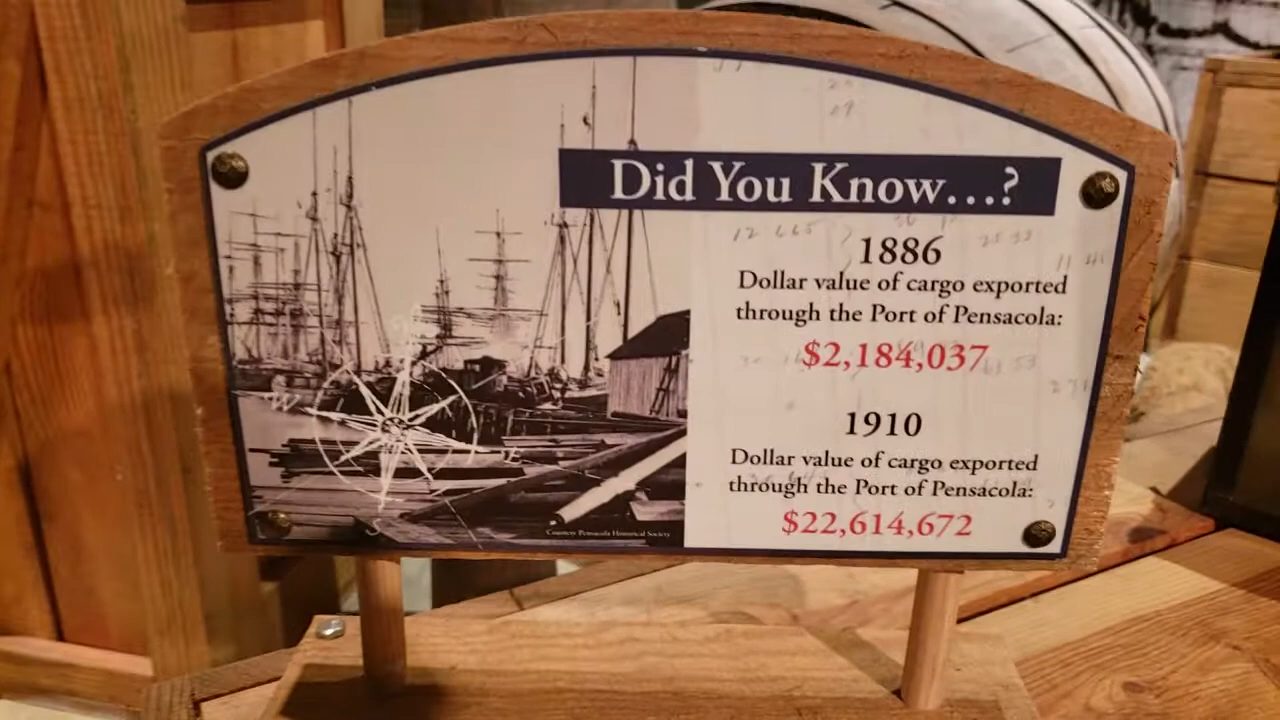 Did You Know....?
1886
Dollar value of cargo exported
through the Port of Pensacola:
$2,184,037
1910
Dollar value of cargo exported
through the Port of Pensacola:
$22,614,672
Courtesy Pensacola Historical Society